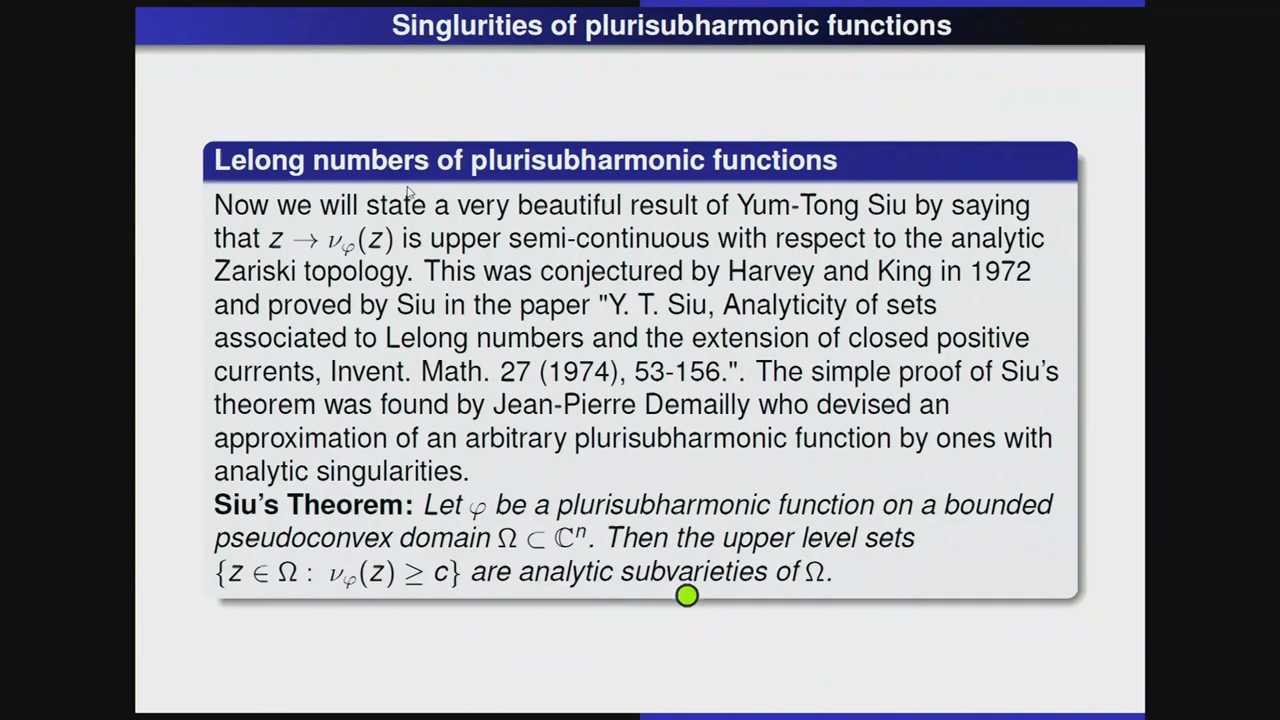 Singlurities of plurisubharmonic functions
Lelong numbers of plurisubharmonic functions
Now we will state a very beautiful result of Yum-Tong Siu by saying
that z → ν_φ(z) is upper semi-continuous with respect to the analytic
Zariski topology. This was conjectured by Harvey and King in 1972
and proved by Siu in the paper "Y. T. Siu, Analyticity of sets
associated to Lelong numbers and the extension of closed positive
currents, Invent. Math. 27 (1974), 53-156.". The simple proof of Siu's
theorem was found by Jean-Pierre Demailly who devised an
approximation of an arbitrary plurisubharmonic function by ones with
analytic singularities.
Siu's Theorem: Let φ be a plurisubharmonic function on a bounded
pseudoconvex domain Ω ⊂ ℂⁿ. Then the upper level sets
{z ∈ Ω : ν_φ(z) ≥ c} are analytic subvarieties of Ω.